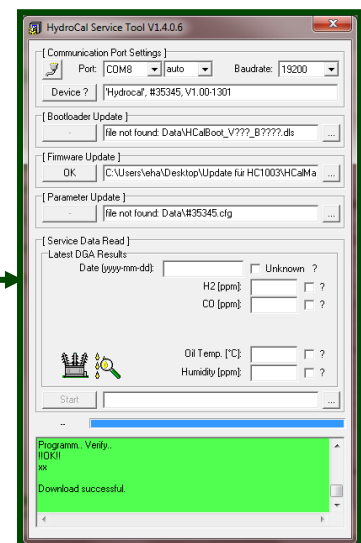 HydroCal Service Tool V1.4.0.6
[ Communication Port Settings ]
Port: COM8 auto Baudrate: 19200
Device ? 'Hydrocal', #35345, V1.00-1301
[ Bootloader Update ]
. file not found: Data\HCalBoot_V???_B????.dls ...
[ Firmware Update ]
OK C:\Users\eha\Desktop\Update für HC1003\HCalMa ...
[ Parameter Update ]
. file not found: Data\#35345.cfg ...
[ Service Data Read ]
Latest DGA Results
Date (yyyy-mm-dd): Unknown ?
H2 [ppm]: ?
CO [ppm]: ?
Oil Temp. [°C]: ?
Humidity [ppm]: ?
Start ...
--
Programm.. Verify..
!!OK!!
xx
Download successful.